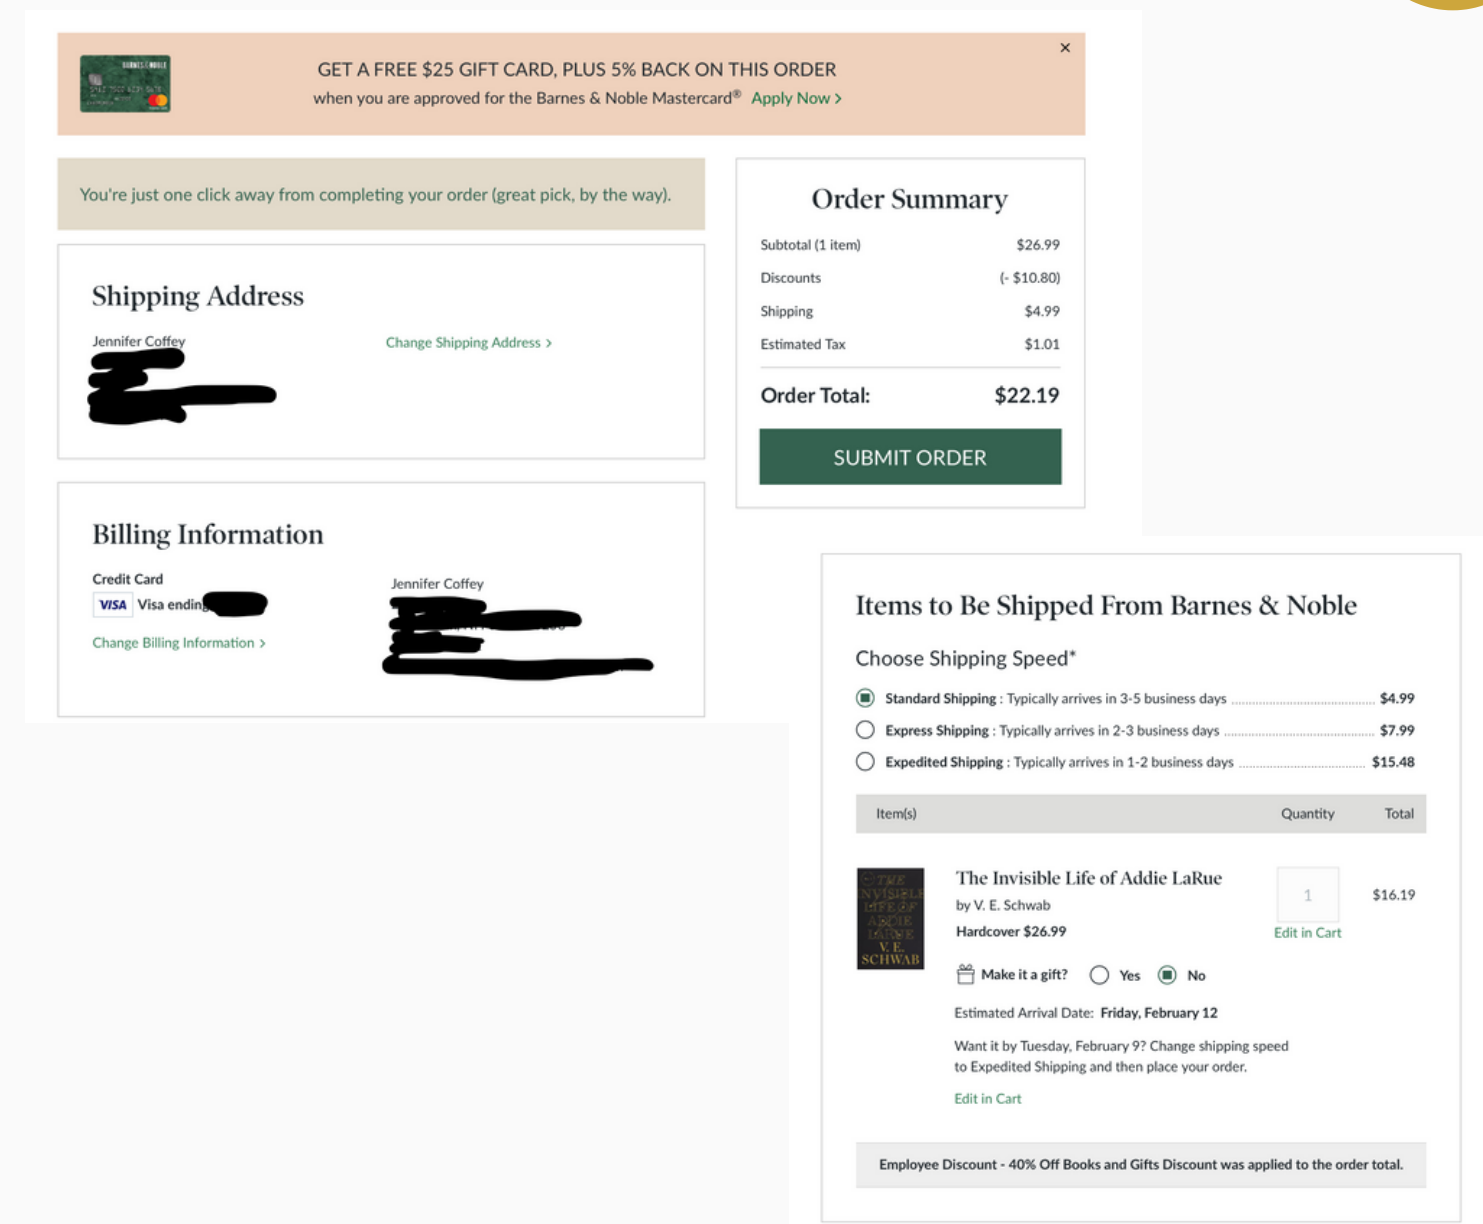 BARNES & NOBLE
GET A FREE $25 GIFT CARD, PLUS 5% BACK ON THIS ORDER
when you are approved for the Barnes & Noble Mastercard® Apply Now >
You're just one click away from completing your order (great pick, by the way).
Shipping Address
Jennifer Coffey
Change Shipping Address >
Billing Information
Credit Card
VISA Visa ending
Change Billing Information >
Jennifer Coffey
Order Summary
Subtotal (1 item) $26.99
Discounts (- $10.80)
Shipping $4.99
Estimated Tax $1.01
Order Total: $22.19
SUBMIT ORDER
Items to Be Shipped From Barnes & Noble
Choose Shipping Speed*
Standard Shipping : Typically arrives in 3-5 business days $4.99
Express Shipping : Typically arrives in 2-3 business days $7.99
Expedited Shipping : Typically arrives in 1-2 business days $15.48
Item(s) Quantity Total
THE
INVISIBLE
LIFE OF
ADDIE
LARUE
V. E.
SCHWAB
The Invisible Life of Addie LaRue
by V. E. Schwab
Hardcover $26.99
1
$16.19
Edit in Cart
Make it a gift? Yes No
Estimated Arrival Date: Friday, February 12
Want it by Tuesday, February 9? Change shipping speed
to Expedited Shipping and then place your order.
Edit in Cart
Employee Discount - 40% Off Books and Gifts Discount was applied to the order total.